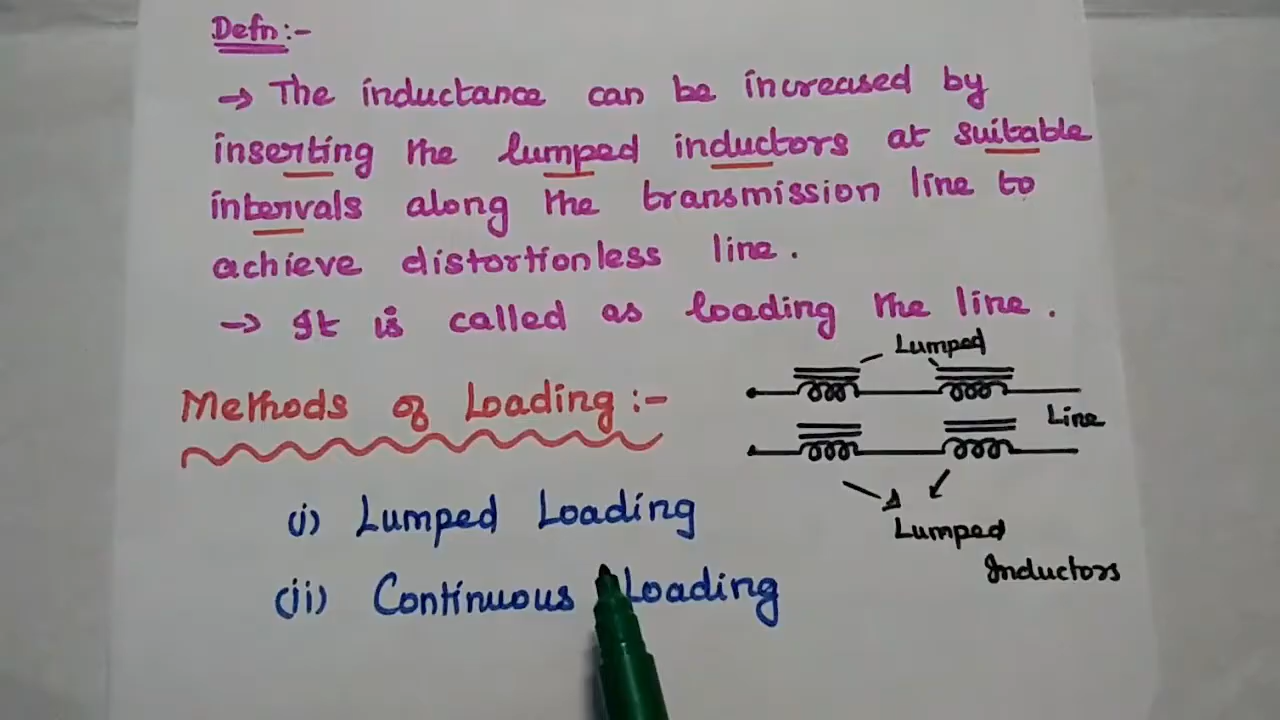 Defn:-
→ The inductance can be increased by
inserting the lumped inductors at suitable
intervals along the transmission line to
achieve distortionless line.
→ It is called as loading the line.
Lumped
Methods of Loading:-
Line
(i) Lumped Loading
Lumped
Inductors
(ii) Continuous Loading